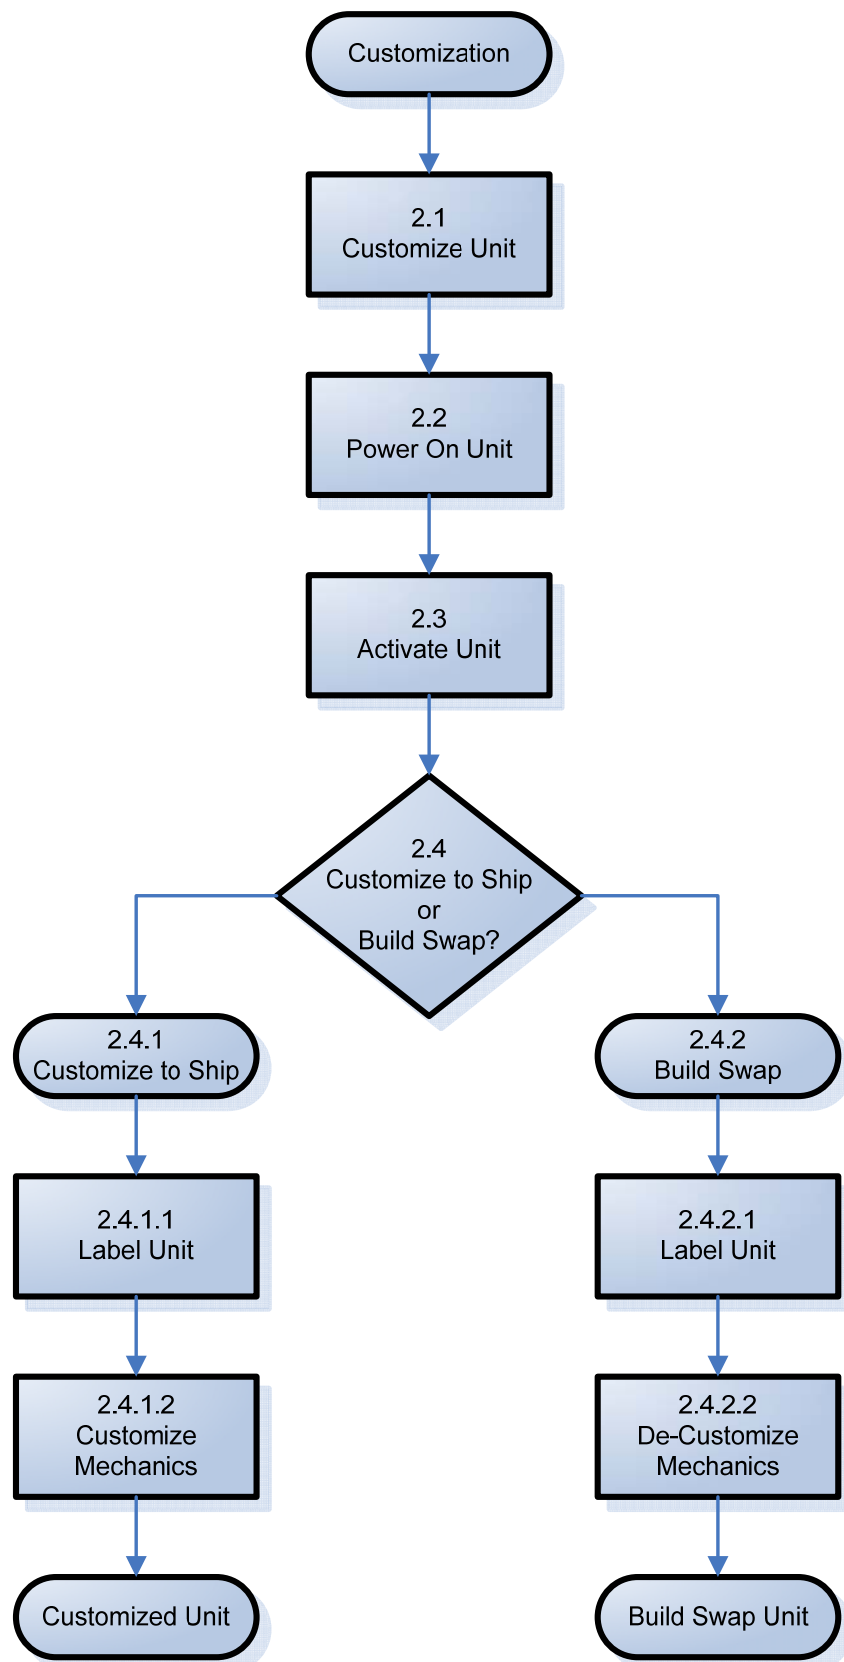 Customization
2.1
Customize Unit
2.2
Power On Unit
2.3
Activate Unit
2.4
Customize to Ship
or
Build Swap?
2.4.1
Customize to Ship
2.4.2
Build Swap
2.4.1.1
Label Unit
2.4.2.1
Label Unit
2.4.1.2
Customize
Mechanics
2.4.2.2
De-Customize
Mechanics
Customized Unit
Build Swap Unit